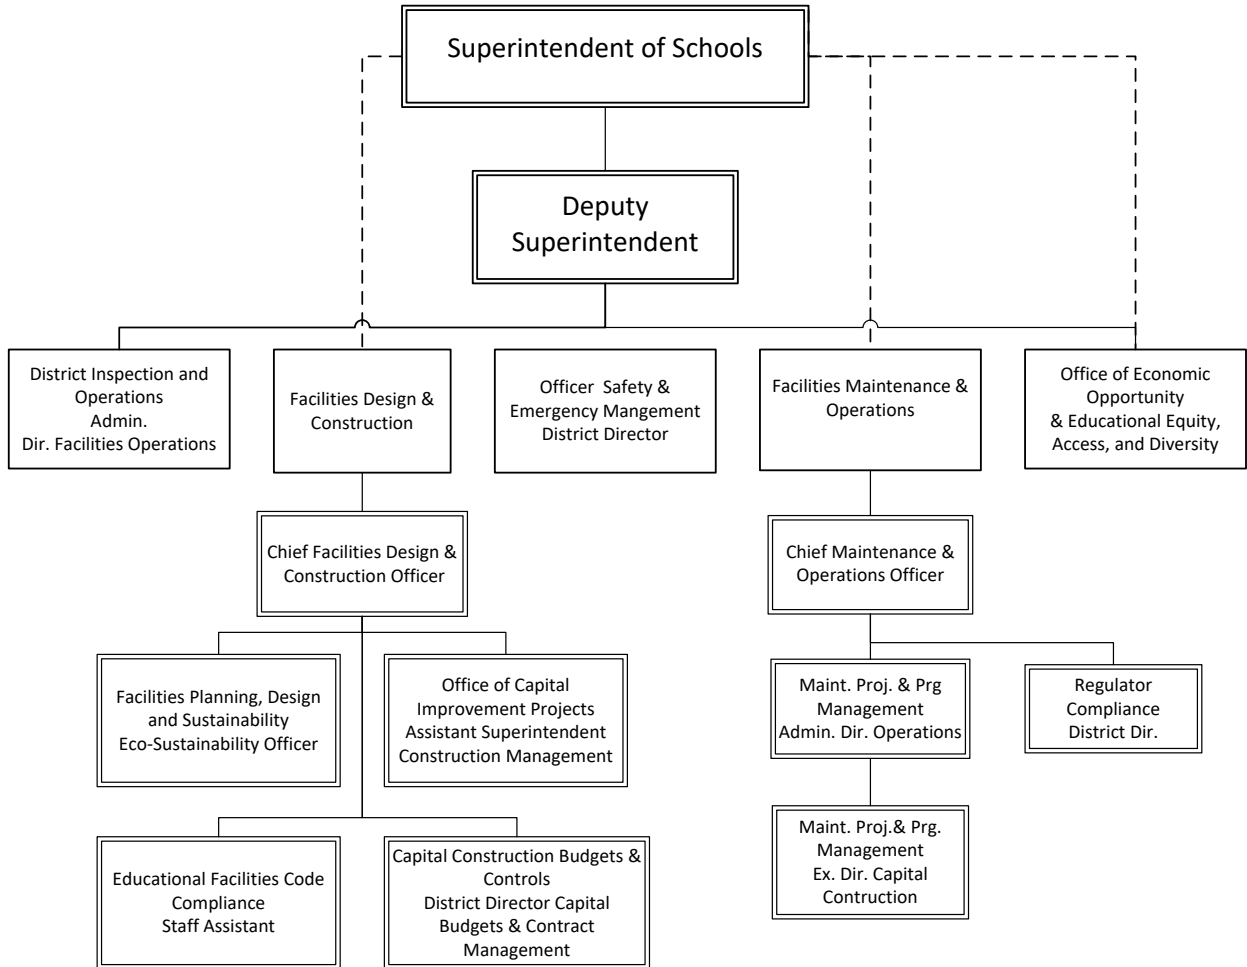 Superintendent of Schools
Deputy
Superintendent
District Inspection and
Operations
Admin.
Dir. Facilities Operations
Facilities Design &
Construction
Officer  Safety &
Emergency Mangement
District Director
Facilities Maintenance &
Operations
Office of Economic
Opportunity
& Educational Equity,
Access, and Diversity
Chief Facilities Design &
Construction Officer
Chief Maintenance &
Operations Officer
Facilities Planning, Design
and Sustainability
Eco-Sustainability Officer
Office of Capital
Improvement Projects
Assistant Superintendent
Construction Management
Maint. Proj. & Prg
Management
Admin. Dir. Operations
Regulator
Compliance
District Dir.
Educational Facilities Code
Compliance
Staff Assistant
Capital Construction Budgets &
Controls
District Director Capital
Budgets & Contract
Management
Maint. Proj.& Prg.
Management
Ex. Dir. Capital
Contruction